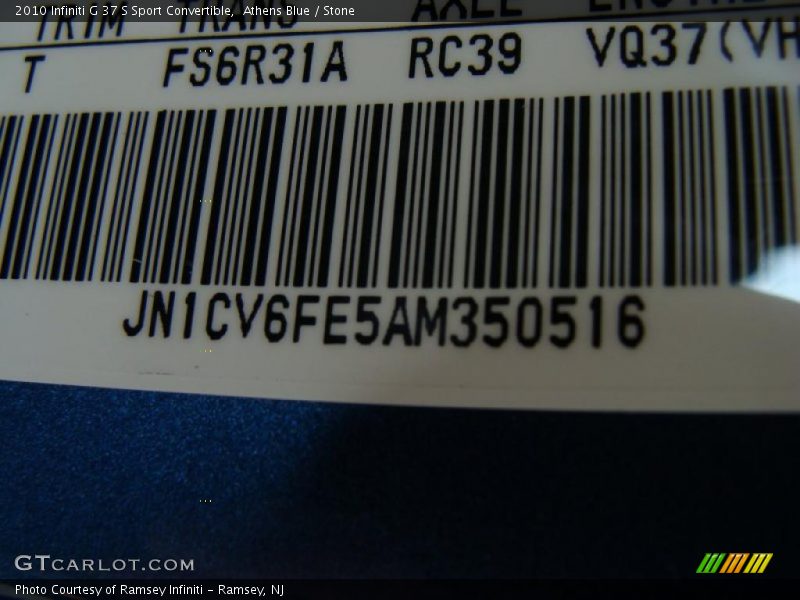 2010 Infiniti G 37 S Sport Convertible, Athens Blue / Stone
TRIM TRANS AXLE
T FS6R31A RC39 VQ37(VH
JN1CV6FE5AM350516
GTCARLOT.COM
Photo Courtesy of Ramsey Infiniti - Ramsey, NJ